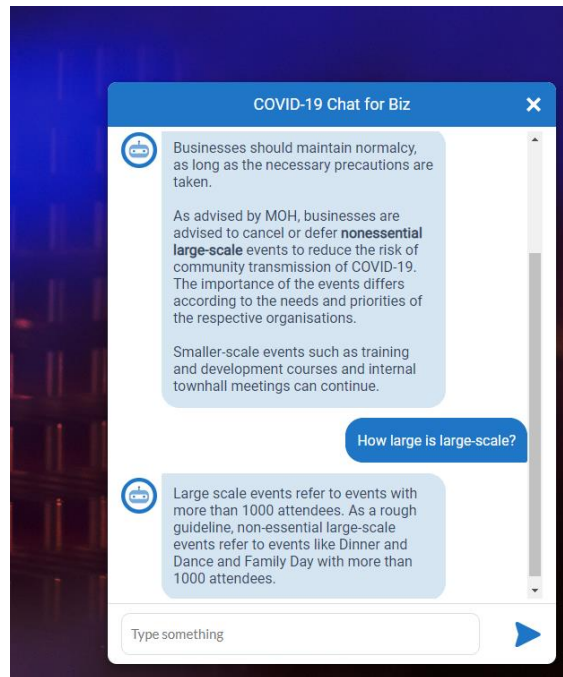 COVID-19 Chat for Biz
Businesses should maintain normalcy,
as long as the necessary precautions are
taken.
As advised by MOH, businesses are
advised to cancel or defer nonessential
large-scale events to reduce the risk of
community transmission of COVID-19.
The importance of the events differs
according to the needs and priorities of
the respective organisations.
Smaller-scale events such as training
and development courses and internal
townhall meetings can continue.
How large is large-scale?
Large scale events refer to events with
more than 1000 attendees. As a rough
guideline, non-essential large-scale
events refer to events like Dinner and
Dance and Family Day with more than
1000 attendees.
Type something